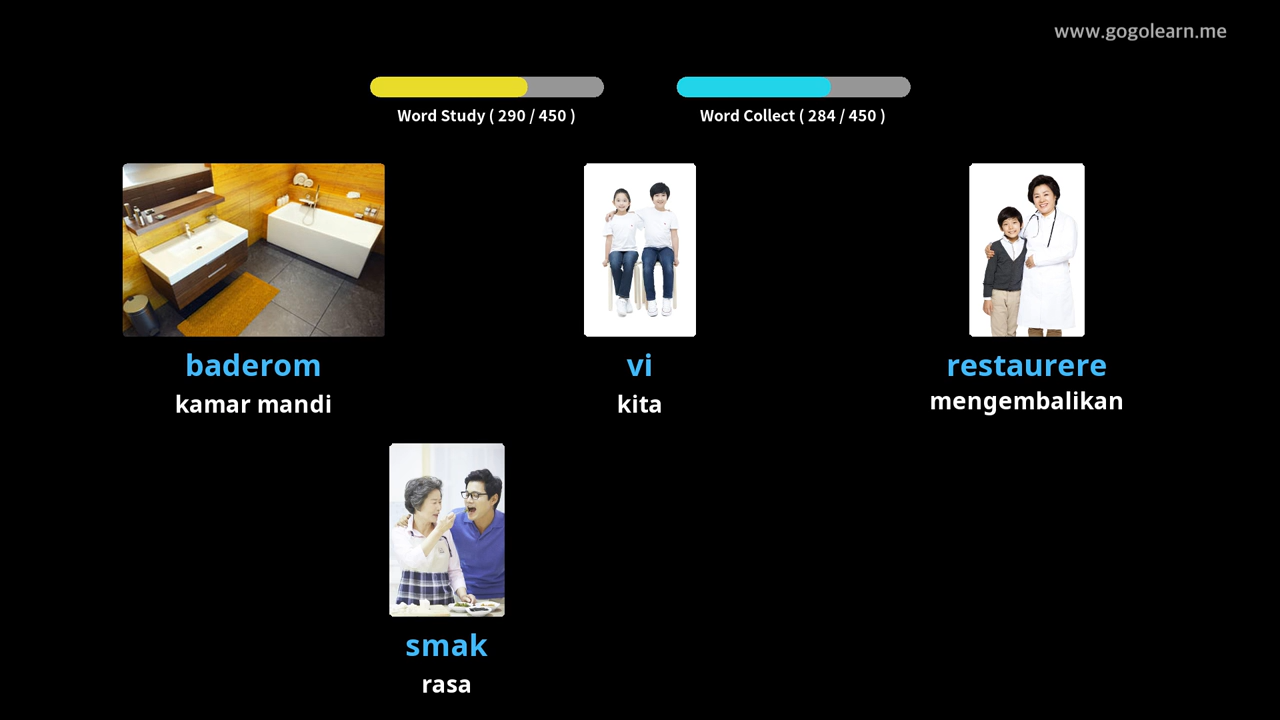 www.gogolearn.me
Word Study ( 290 / 450 )
Word Collect ( 284 / 450 )
baderom
kamar mandi
vi
kita
restaurere
mengembalikan
smak
rasa